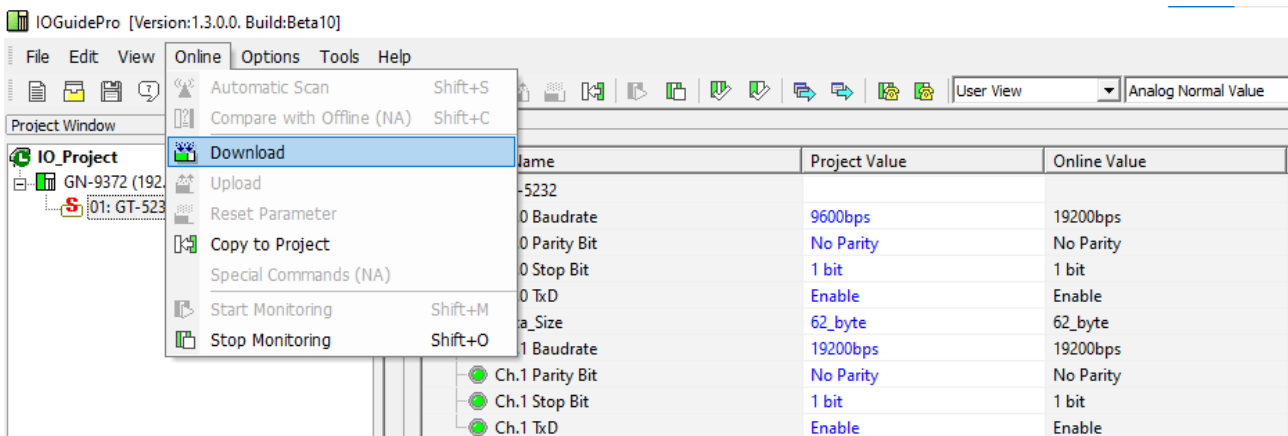 IOGuidePro [Version:1.3.0.0. Build:Beta10]
File Edit View Online Options Tools Help
User View Analog Normal Value
Automatic Scan Shift+S
Compare with Offline (NA) Shift+C
Download
Upload
Reset Parameter
Copy to Project
Special Commands (NA)
Start Monitoring Shift+M
Stop Monitoring Shift+O
Project Window
IO_Project
GN-9372 (192.
01: GT-523
Name Project Value Online Value
-5232
.0 Baudrate 9600bps 19200bps
.0 Parity Bit No Parity No Parity
.0 Stop Bit 1 bit 1 bit
.0 TxD Enable Enable
ta_Size 62_byte 62_byte
.1 Baudrate 19200bps 19200bps
Ch.1 Parity Bit No Parity No Parity
Ch.1 Stop Bit 1 bit 1 bit
Ch.1 TxD Enable Enable